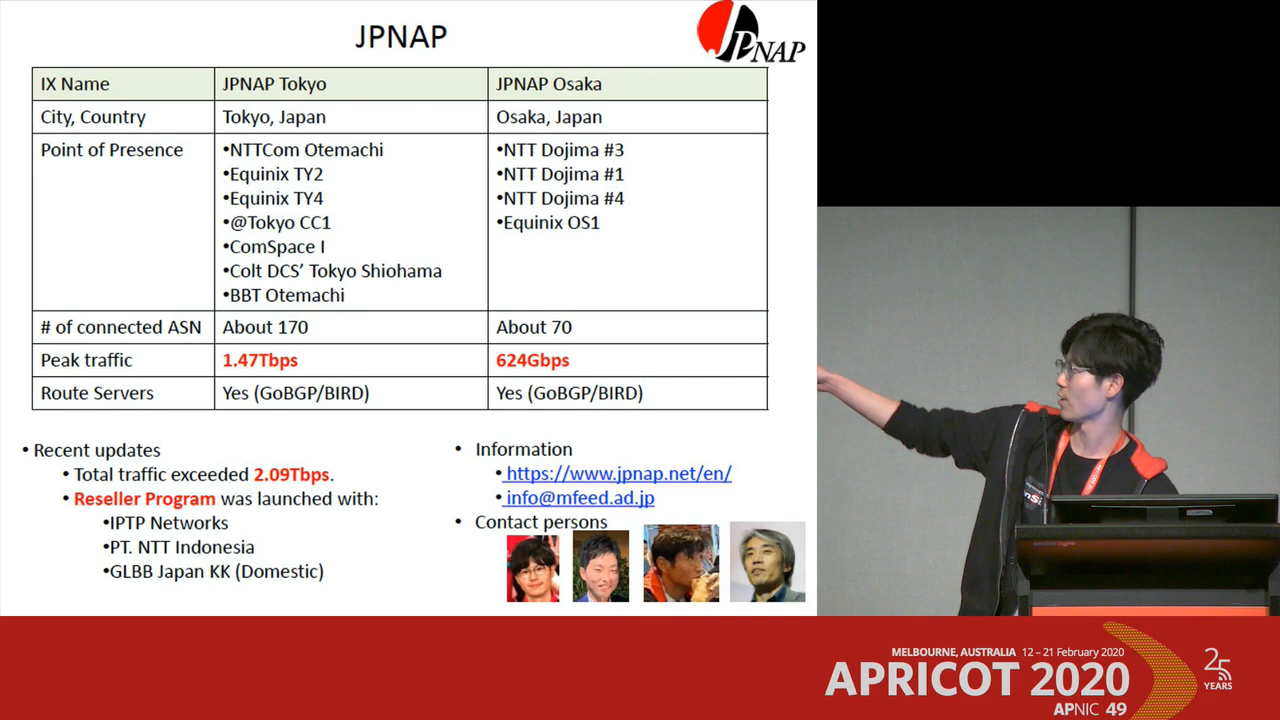 JPNAP
JPNAP
IX Name JPNAP Tokyo JPNAP Osaka
City, Country Tokyo, Japan Osaka, Japan
Point of Presence •NTTCom Otemachi •NTT Dojima #3
•Equinix TY2 •NTT Dojima #1
•Equinix TY4 •NTT Dojima #4
•@Tokyo CC1 •Equinix OS1
•ComSpace I
•Colt DCS’ Tokyo Shiohama
•BBT Otemachi
# of connected ASN About 170 About 70
Peak traffic 1.47Tbps 624Gbps
Route Servers Yes (GoBGP/BIRD) Yes (GoBGP/BIRD)
• Recent updates
• Total traffic exceeded 2.09Tbps.
• Reseller Program was launched with:
•IPTP Networks
•PT. NTT Indonesia
•GLBB Japan KK (Domestic)
• Information
• https://www.jpnap.net/en/
• info@mfeed.ad.jp
• Contact persons
MELBOURNE, AUSTRALIA 12 – 21 February 2020
APRICOT 2020
APNIC 49
25
YEARS